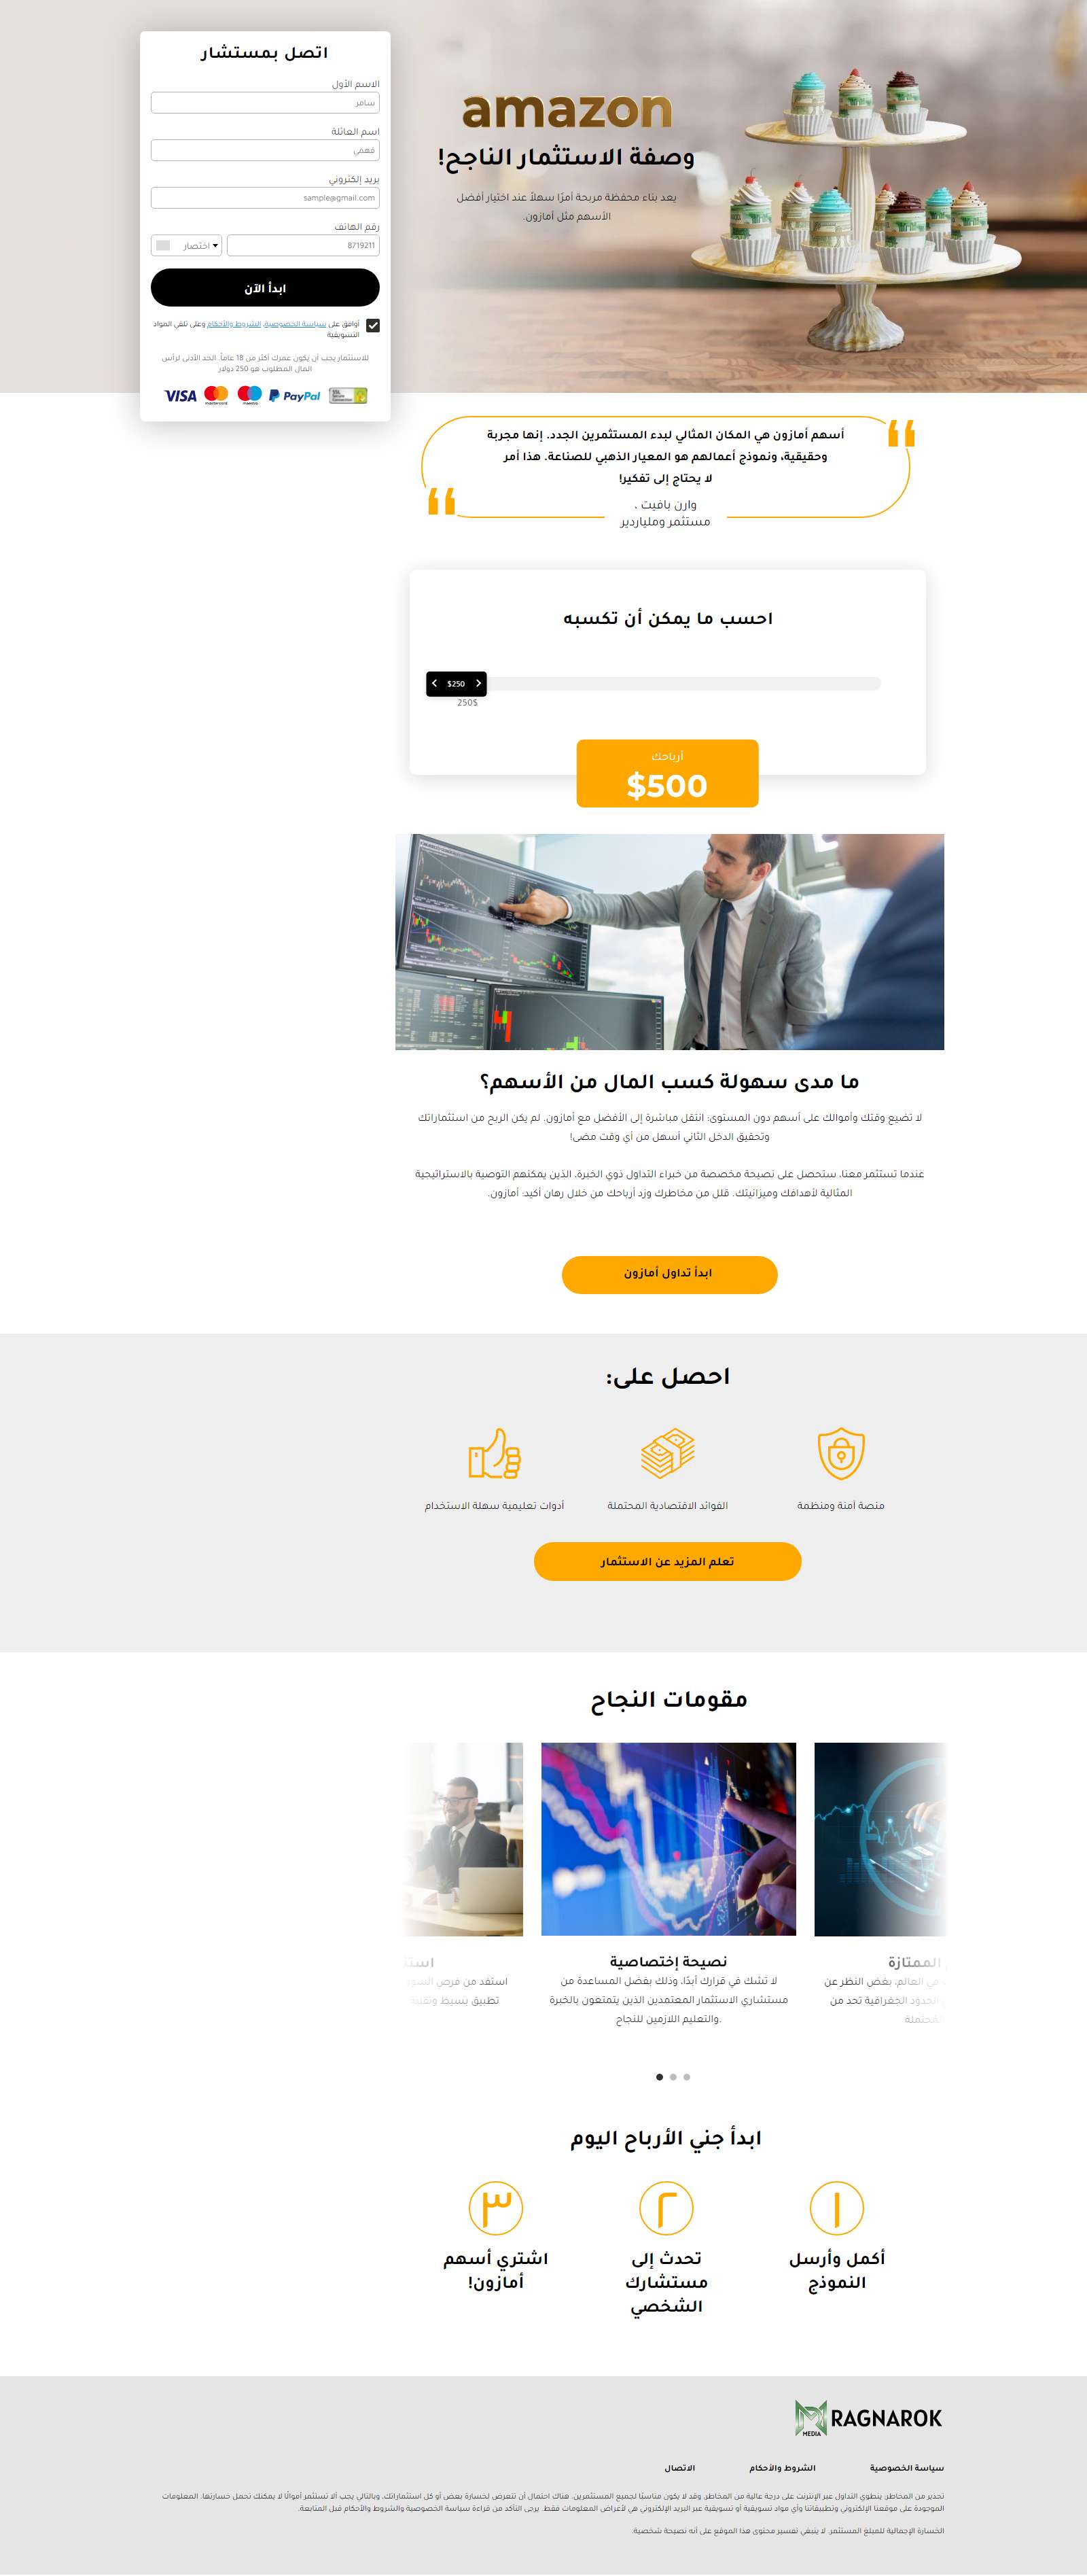 amazon
وصفة الاستثمار الناجح!
يعد بناء محفظة مربحة أمرًا سهلاً عند اختيار أفضل
الأسهم مثل أمازون.
اتصل بمستشار
الاسم الأول
سامر
اسم العائلة
فهمي
بريد إلكتروني
sample@gmail.com
رقم الهاتف
8719211
اختصار
ابدأ الآن
أوافق على سياسة الخصوصية، الشروط والأحكام وعلى تلقي المواد
التسويقية
للاستثمار يجب أن يكون عمرك أكثر من 18 عاماً. الحد الأدنى لرأس
المال المطلوب هو 250 دولار
VISA
PayPal
أسهم أمازون هي المكان المثالي لبدء المستثمرين الجدد. إنها مجربة
وحقيقية، ونموذج أعمالهم هو المعيار الذهبي للصناعة. هذا أمر
لا يحتاج إلى تفكير!
وارن بافيت ،
مستثمر وملياردير
احسب ما يمكن أن تكسبه
$250
250$
أرباحك
$500
ما مدى سهولة كسب المال من الأسهم؟
لا تضيع وقتك وأموالك على أسهم دون المستوى: انتقل مباشرة إلى الأفضل مع أمازون. لم يكن الربح من استثماراتك
وتحقيق الدخل الثاني أسهل من أي وقت مضى!
عندما تستثمر معنا، ستحصل على نصيحة مخصصة من خبراء التداول ذوي الخبرة، الذين يمكنهم التوصية بالاستراتيجية
المثالية لأهدافك وميزانيتك. قلل من مخاطرك وزد أرباحك من خلال رهان أكيد: أمازون.
ابدأ تداول أمازون
احصل على:
منصة آمنة ومنظمة
الفوائد الاقتصادية المحتملة
أدوات تعليمية سهلة الاستخدام
تعلم المزيد عن الاستثمار
مقومات النجاح
الممتازة
في العالم، بغض النظر عن
الحدود الجغرافية تحد من
المحتملة
نصيحة إختصاصية
لا تشك في قرارك أبدًا، وذلك بفضل المساعدة من
مستشاري الاستثمار المعتمدين الذين يتمتعون بالخبرة
والتعليم اللازمين للنجاح.
استفد من فرص السوق
تطبيق بسيط وتقنية
ابدأ جني الأرباح اليوم
١
أكمل وأرسل
النموذج
٢
تحدث إلى
مستشارك
الشخصي
٣
اشتري أسهم
أمازون!
RAGNAROK
MEDIA
سياسة الخصوصية
الشروط والأحكام
الاتصال
تحذير من المخاطر: ينطوي التداول عبر الإنترنت على درجة عالية من المخاطر، وقد لا يكون مناسبًا لجميع المستثمرين. هناك احتمال أن تتعرض لخسارة بعض أو كل استثماراتك، وبالتالي يجب ألا تستثمر أموالًا لا يمكنك تحمل خسارتها. المعلومات
الموجودة على موقعنا الإلكتروني وتطبيقاتنا وأي مواد تسويقية أو تسويقية عبر البريد الإلكتروني هي لأغراض المعلومات فقط. يرجى التأكد من قراءة سياسة الخصوصية والشروط والأحكام قبل المتابعة.
الخسارة الإجمالية للمبلغ المستثمر. لا ينبغي تفسير محتوى هذا الموقع على أنه نصيحة شخصية.